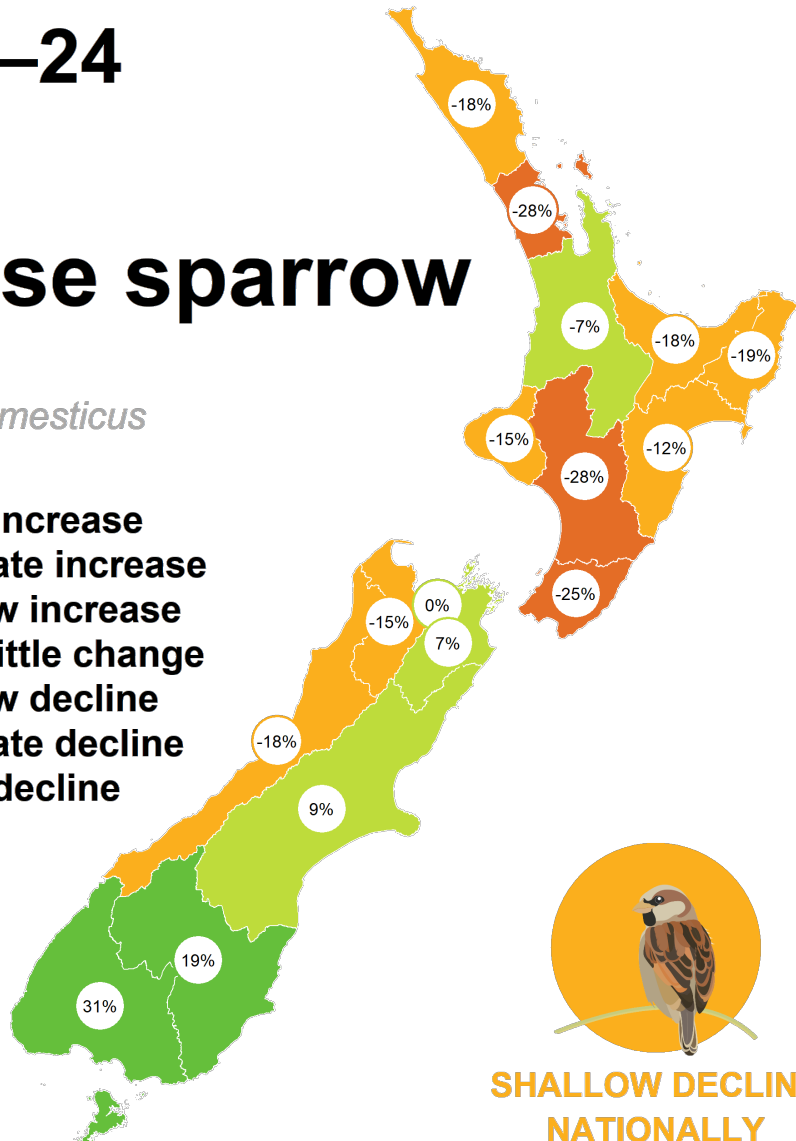 –24
-18%
-28%
se sparrow
-7%
-18%
-19%
mesticus
-15%
-12%
-28%
ncrease
ate increase
-25%
0%
w increase
-15%
7%
ittle change
w decline
ate decline
-18%
decline
9%
19%
31%
SHALLOW DECLIN
NATIONALLY